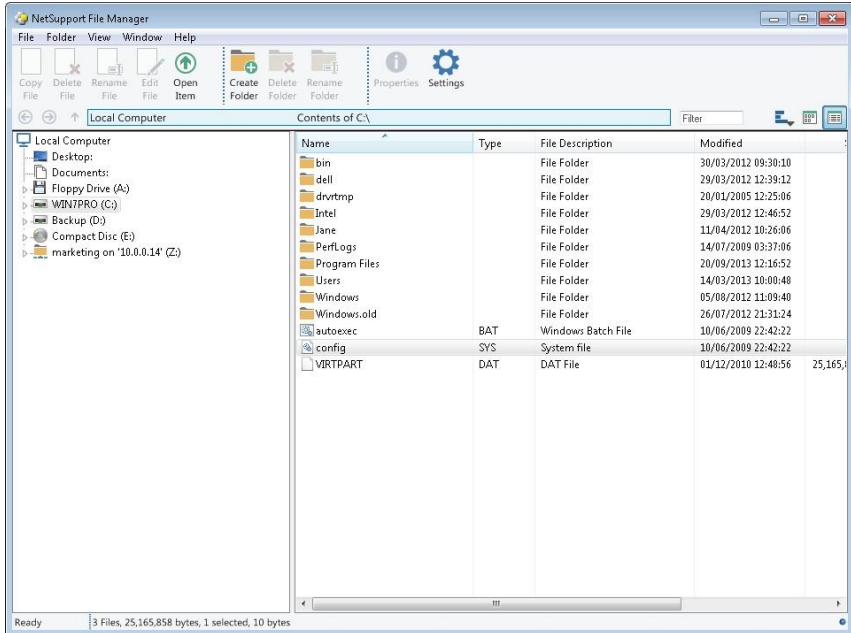 NetSupport File Manager
File Folder View Window Help
Copy File Delete File Rename File Edit File Open Item Create Folder Delete Folder Rename Folder Properties Settings
Local Computer Contents of C:\ Filter
Local Computer
Desktop:
Documents:
Floppy Drive (A:)
WIN7PRO (C:)
Backup (D:)
Compact Disc (E:)
marketing on '10.0.0.14' (Z:)
Name Type File Description Modified
bin File Folder 30/03/2012 09:30:10
dell File Folder 29/03/2012 12:39:12
drvrtmp File Folder 20/01/2005 12:25:06
Intel File Folder 29/03/2012 12:46:52
Jane File Folder 11/04/2012 10:26:06
PerfLogs File Folder 14/07/2009 03:37:06
Program Files File Folder 20/09/2013 12:16:52
Users File Folder 14/03/2013 10:00:48
Windows File Folder 05/08/2012 11:09:40
Windows.old File Folder 26/07/2012 21:31:24
autoexec BAT Windows Batch File 10/06/2009 22:42:22
config SYS System file 10/06/2009 22:42:22
VIRTPART DAT DAT File 01/12/2010 12:48:56 25,165,
Ready 3 Files, 25,165,858 bytes, 1 selected, 10 bytes